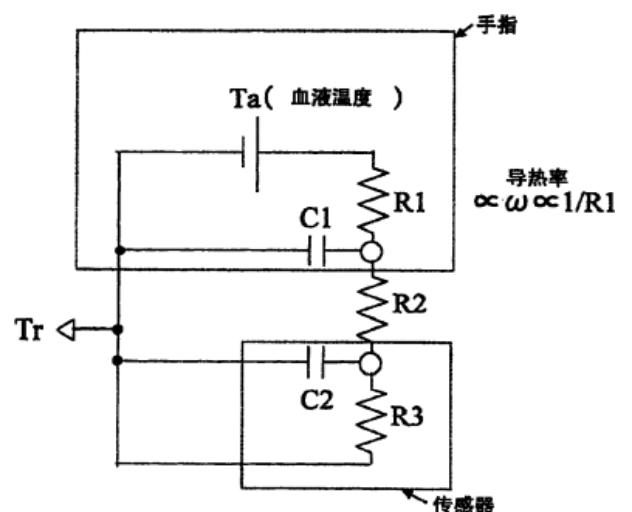 手指
Ta( 血液温度 )
R1
导热率
∝ω∝1/R1
C1
R2
Tr
C2
R3
传感器